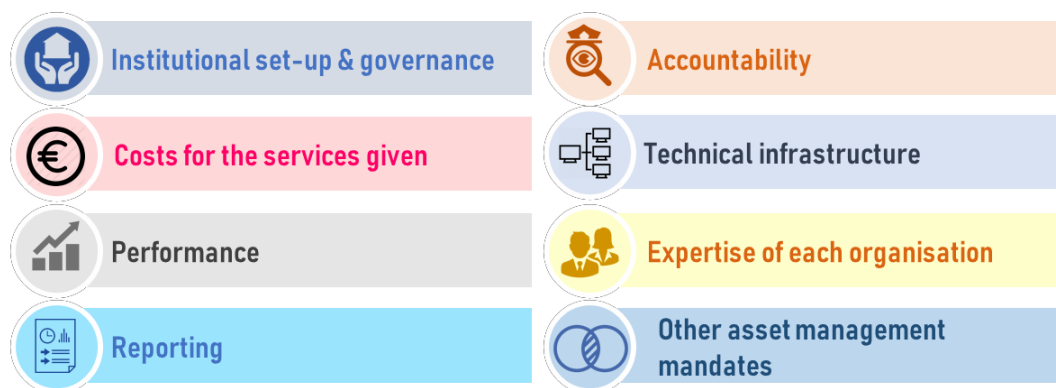 Institutional set-up & governance
Accountability
Costs for the services given
Technical infrastructure
Performance
Expertise of each organisation
Reporting
Other asset management
mandates